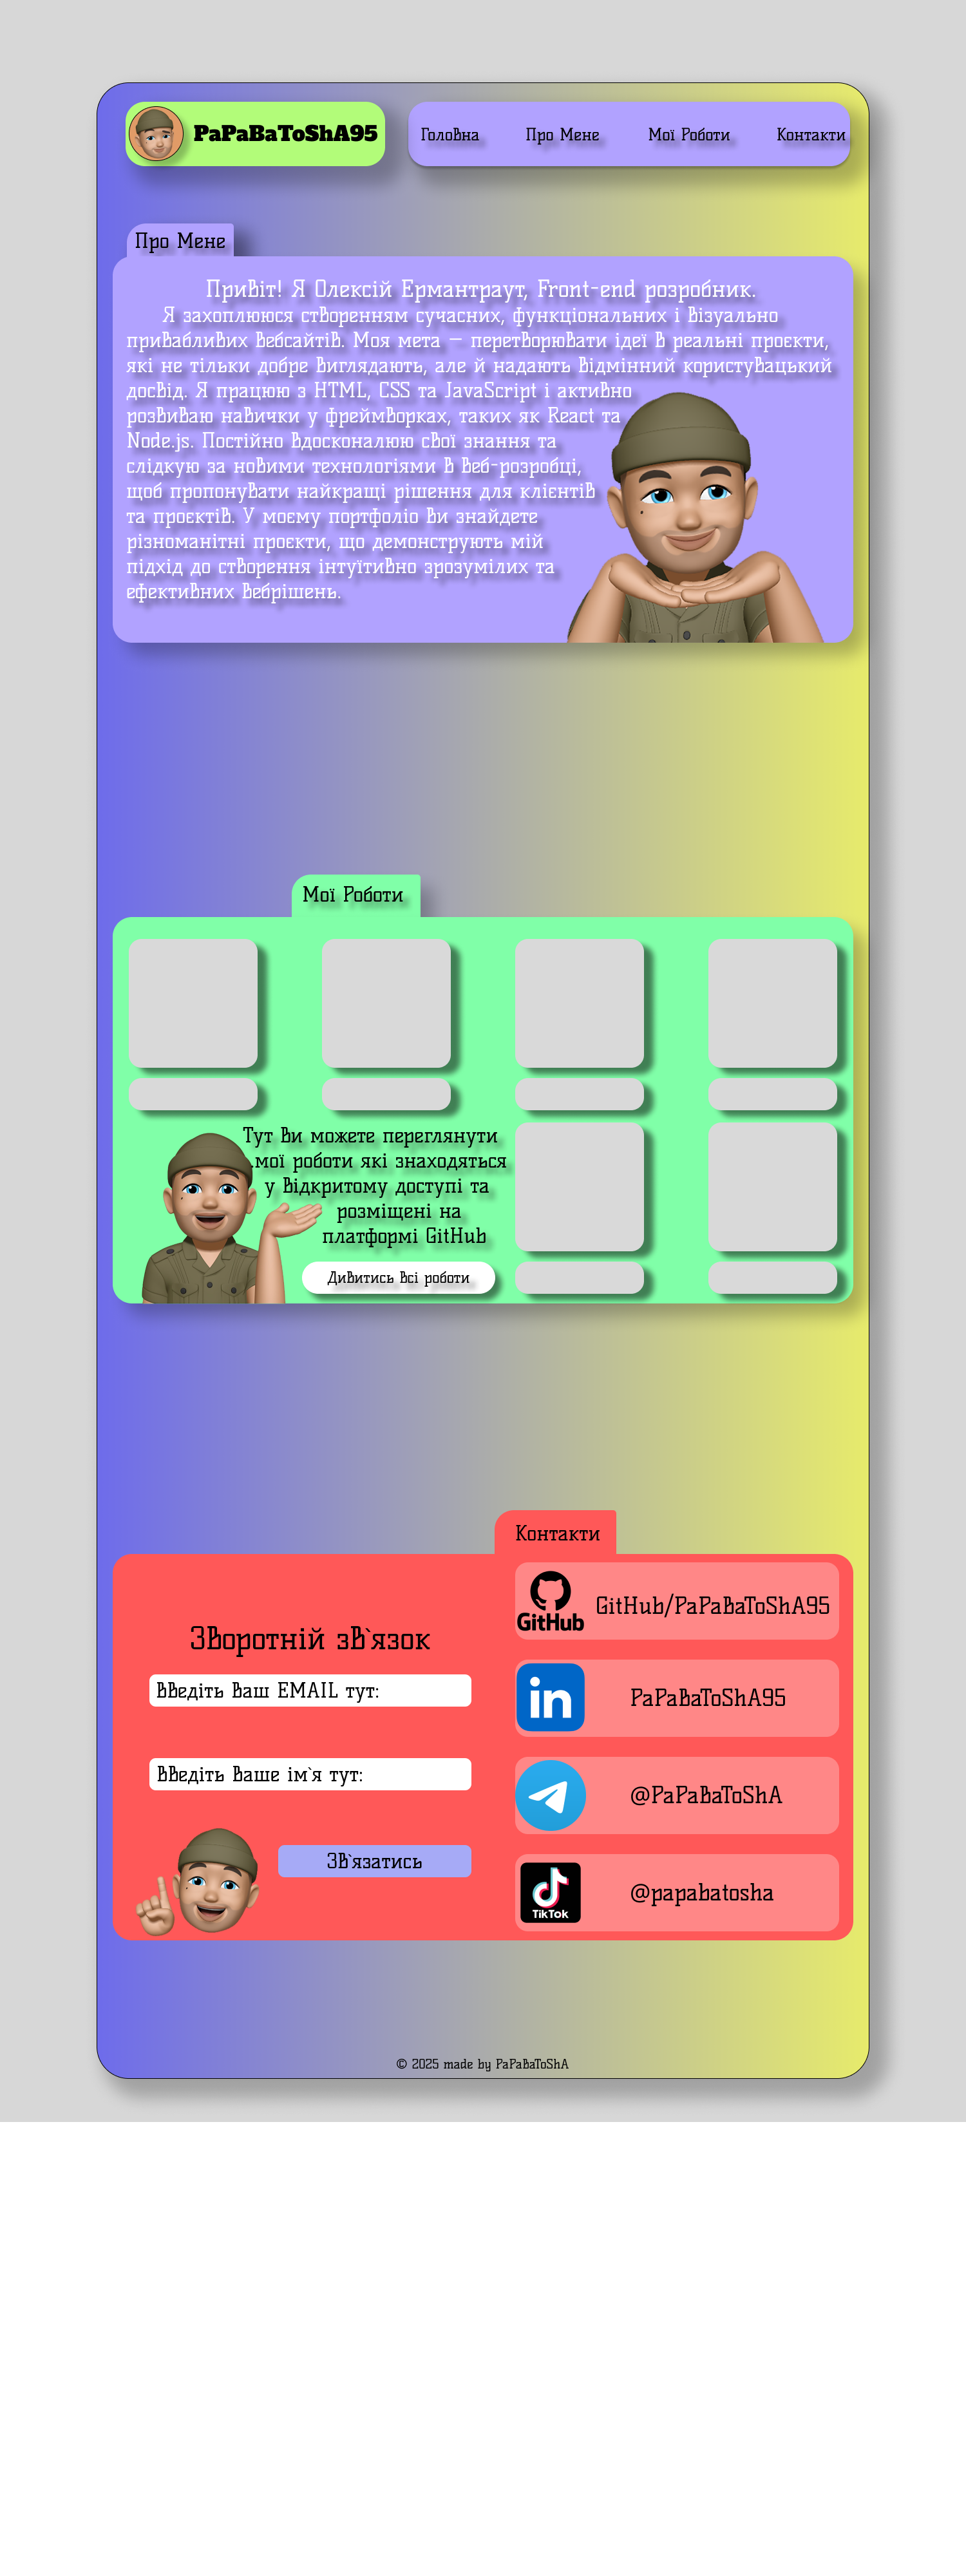 PaPaBaToShA95
Головна
Про Мене
Мої Роботи
Контакти
Про Мене
Привіт! Я Олексій Ермантраут, Front-end розробник.
Я захоплююся створенням сучасних, функціональних і візуально
привабливих вебсайтів. Моя мета — перетворювати ідеї в реальні проєкти,
які не тільки добре виглядають, але й надають відмінний користувацький
досвід. Я працюю з HTML, CSS та JavaScript і активно
розвиваю навички у фреймворках, таких як React та
Node.js. Постійно вдосконалюю свої знання та
слідкую за новими технологіями в веб-розробці,
щоб пропонувати найкращі рішення для клієнтів
та проєктів. У моєму портфоліо ви знайдете
різноманітні проєкти, що демонструють мій
підхід до створення інтуїтивно зрозумілих та
ефективних вебрішень.
Мої Роботи
Тут ви можете переглянути
.мої роботи які знаходяться
у відкритому доступі та
розміщені на
платформі GitHub
Дивитись всі роботи
Контакти
GitHub
GitHub/PaPaBaToShA95
Зворотній зв`язок
Введіть ваш EMAIL тут:
in
PaPaBaToShA95
Введіть ваше ім`я тут:
@PaPaBaToShA
Зв`язатись
TikTok
@papabatosha
© 2025 made by PaPaBaToShA